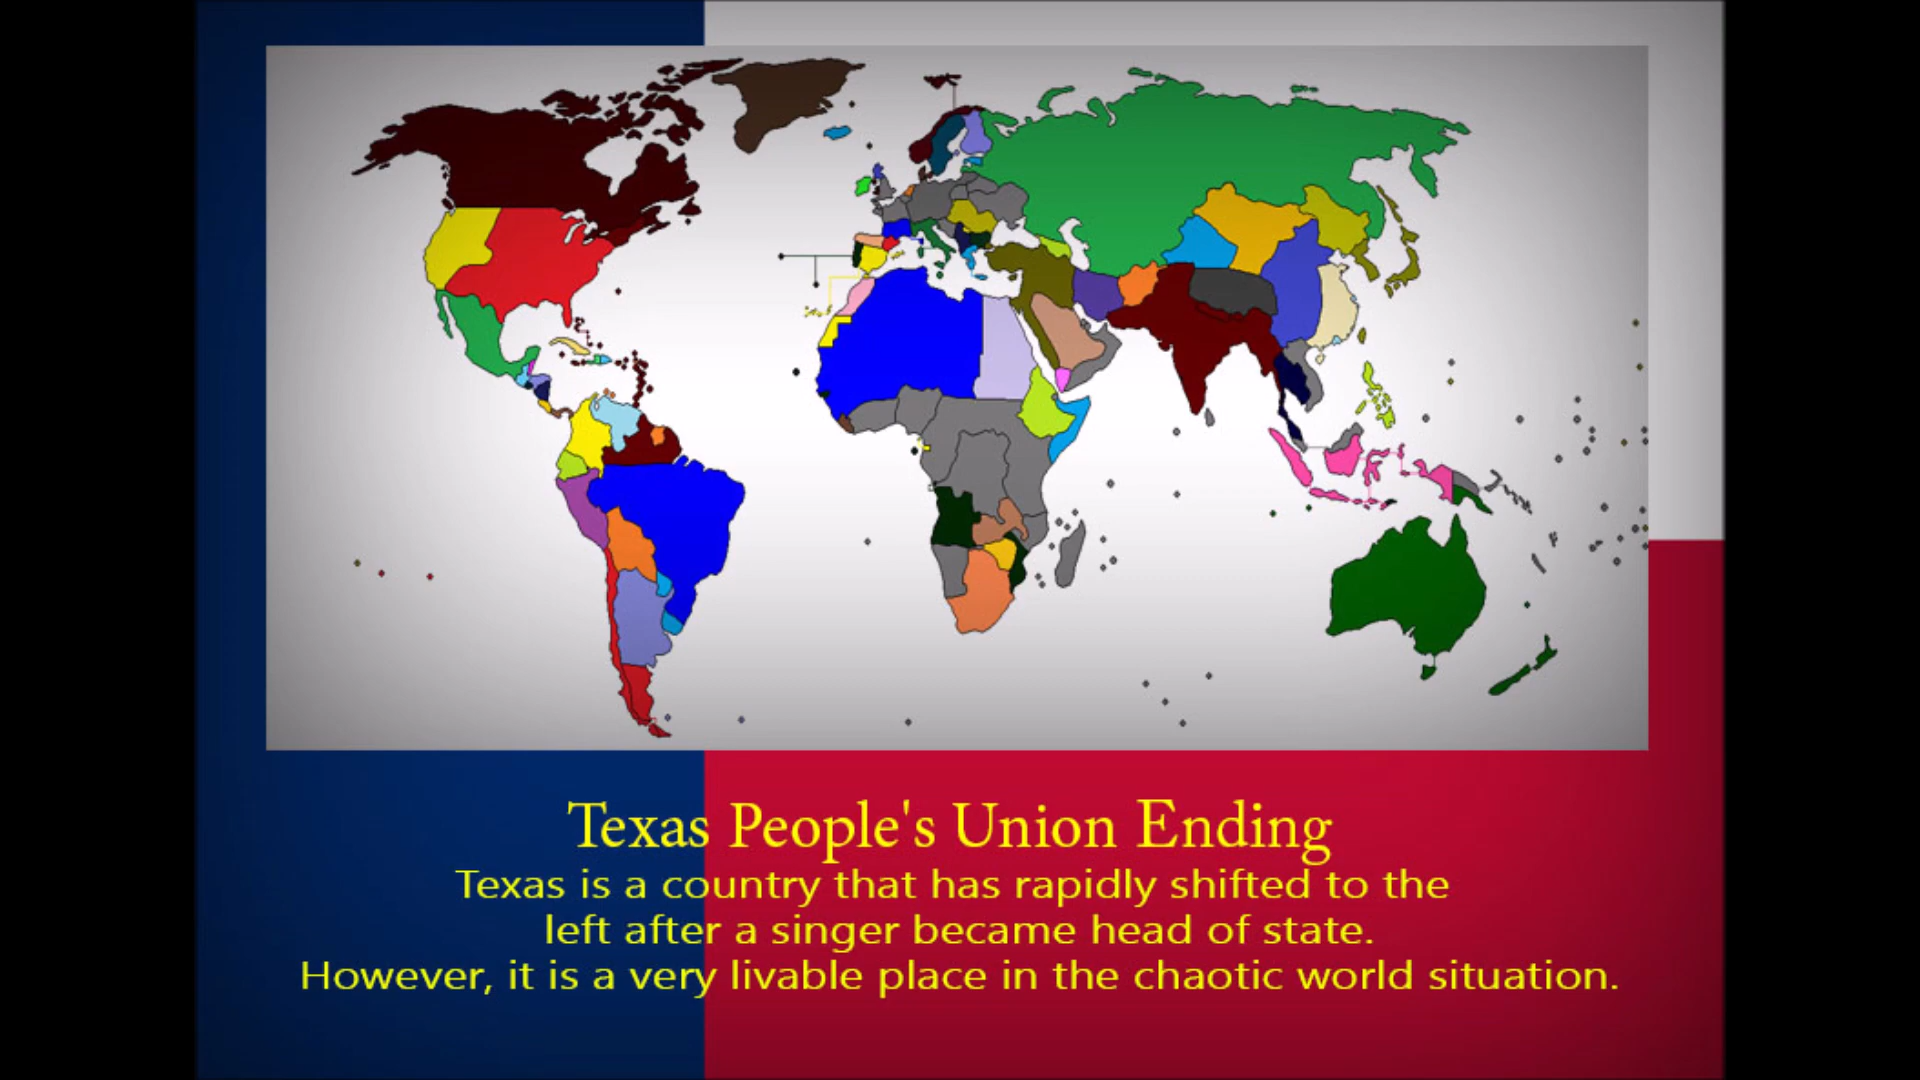 Texas People's Union Ending
Texas is a country that has rapidly shifted to the
left after a singer became head of state.
However, it is a very livable place in the chaotic world situation.